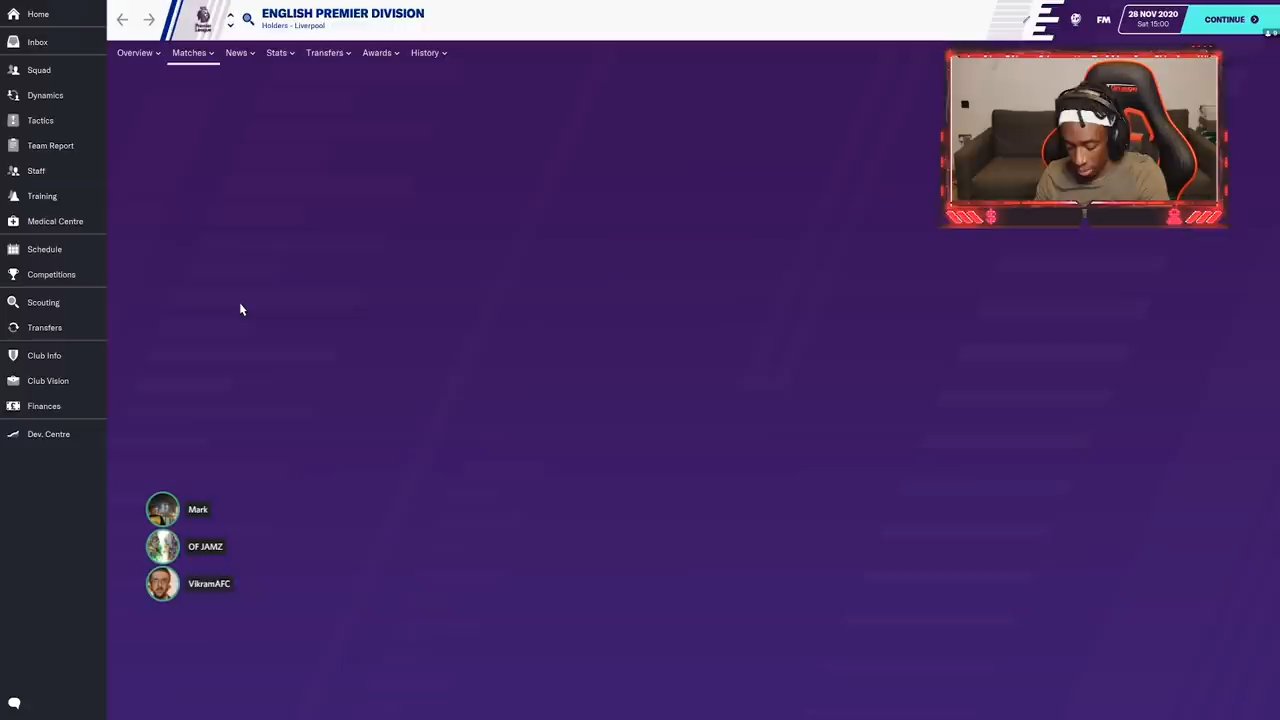 Home
Inbox
Squad
Dynamics
Tactics
Team Report
Staff
Training
Medical Centre
Schedule
Competitions
Scouting
Transfers
Club Info
Club Vision
Finances
Dev. Centre
Premier League
ENGLISH PREMIER DIVISION
Holders - Liverpool
FM
28 NOV 2020
Sat 15:00
CONTINUE
Overview
Matches
News
Stats
Transfers
Awards
History
Mark
OF JAMZ
VikramAFC